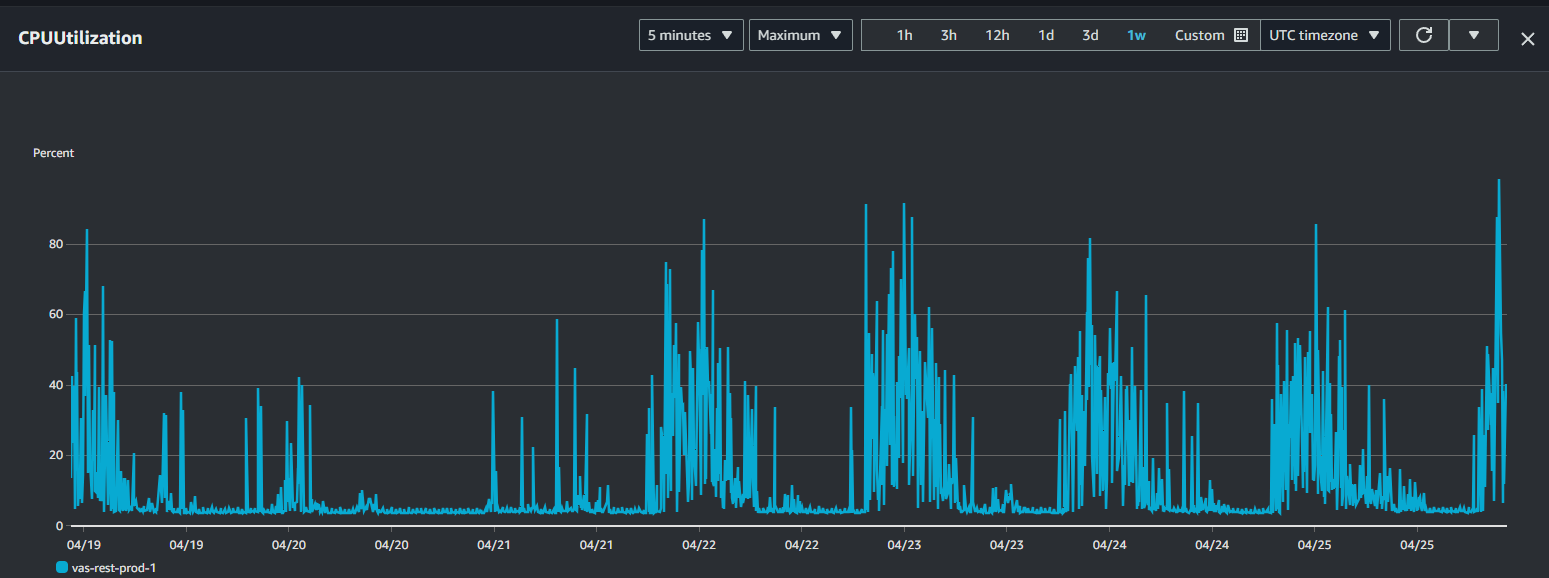 CPUUtilization
5 minutes Maximum 1h 3h 12h 1d 3d 1w Custom UTC timezone
Percent
80
60
40
20
0
04/19 04/19 04/20 04/20 04/21 04/21 04/22 04/22 04/23 04/23 04/24 04/24 04/25 04/25
vas-rest-prod-1